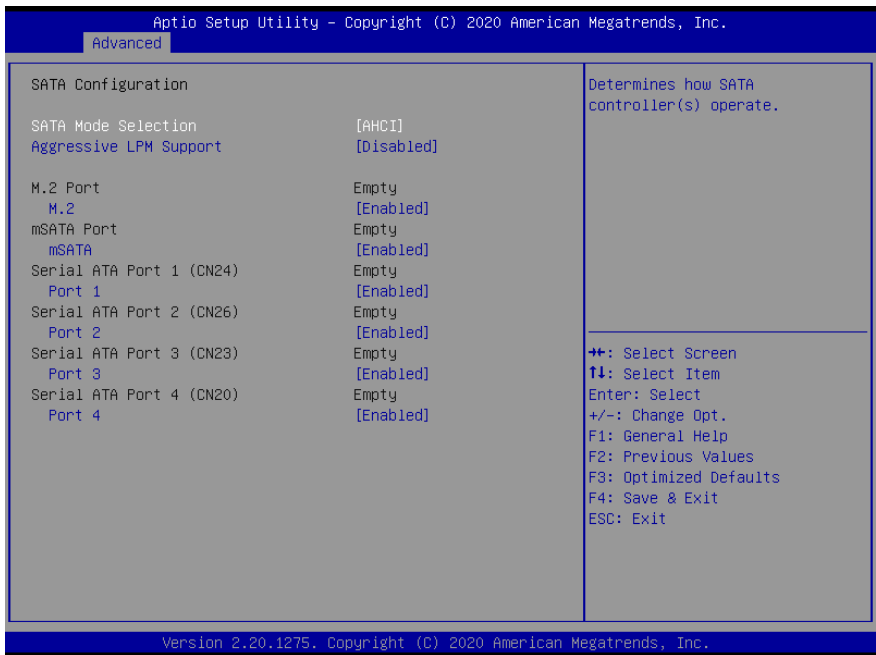 Aptio Setup Utility – Copyright (C) 2020 American Megatrends, Inc.
Advanced
SATA Configuration
SATA Mode Selection [AHCI]
Aggressive LPM Support [Disabled]
M.2 Port Empty
M.2 [Enabled]
mSATA Port Empty
mSATA [Enabled]
Serial ATA Port 1 (CN24) Empty
Port 1 [Enabled]
Serial ATA Port 2 (CN26) Empty
Port 2 [Enabled]
Serial ATA Port 3 (CN23) Empty
Port 3 [Enabled]
Serial ATA Port 4 (CN20) Empty
Port 4 [Enabled]
Determines how SATA
controller(s) operate.
→←: Select Screen
↑↓: Select Item
Enter: Select
+/-: Change Opt.
F1: General Help
F2: Previous Values
F3: Optimized Defaults
F4: Save & Exit
ESC: Exit
Version 2.20.1275. Copyright (C) 2020 American Megatrends, Inc.